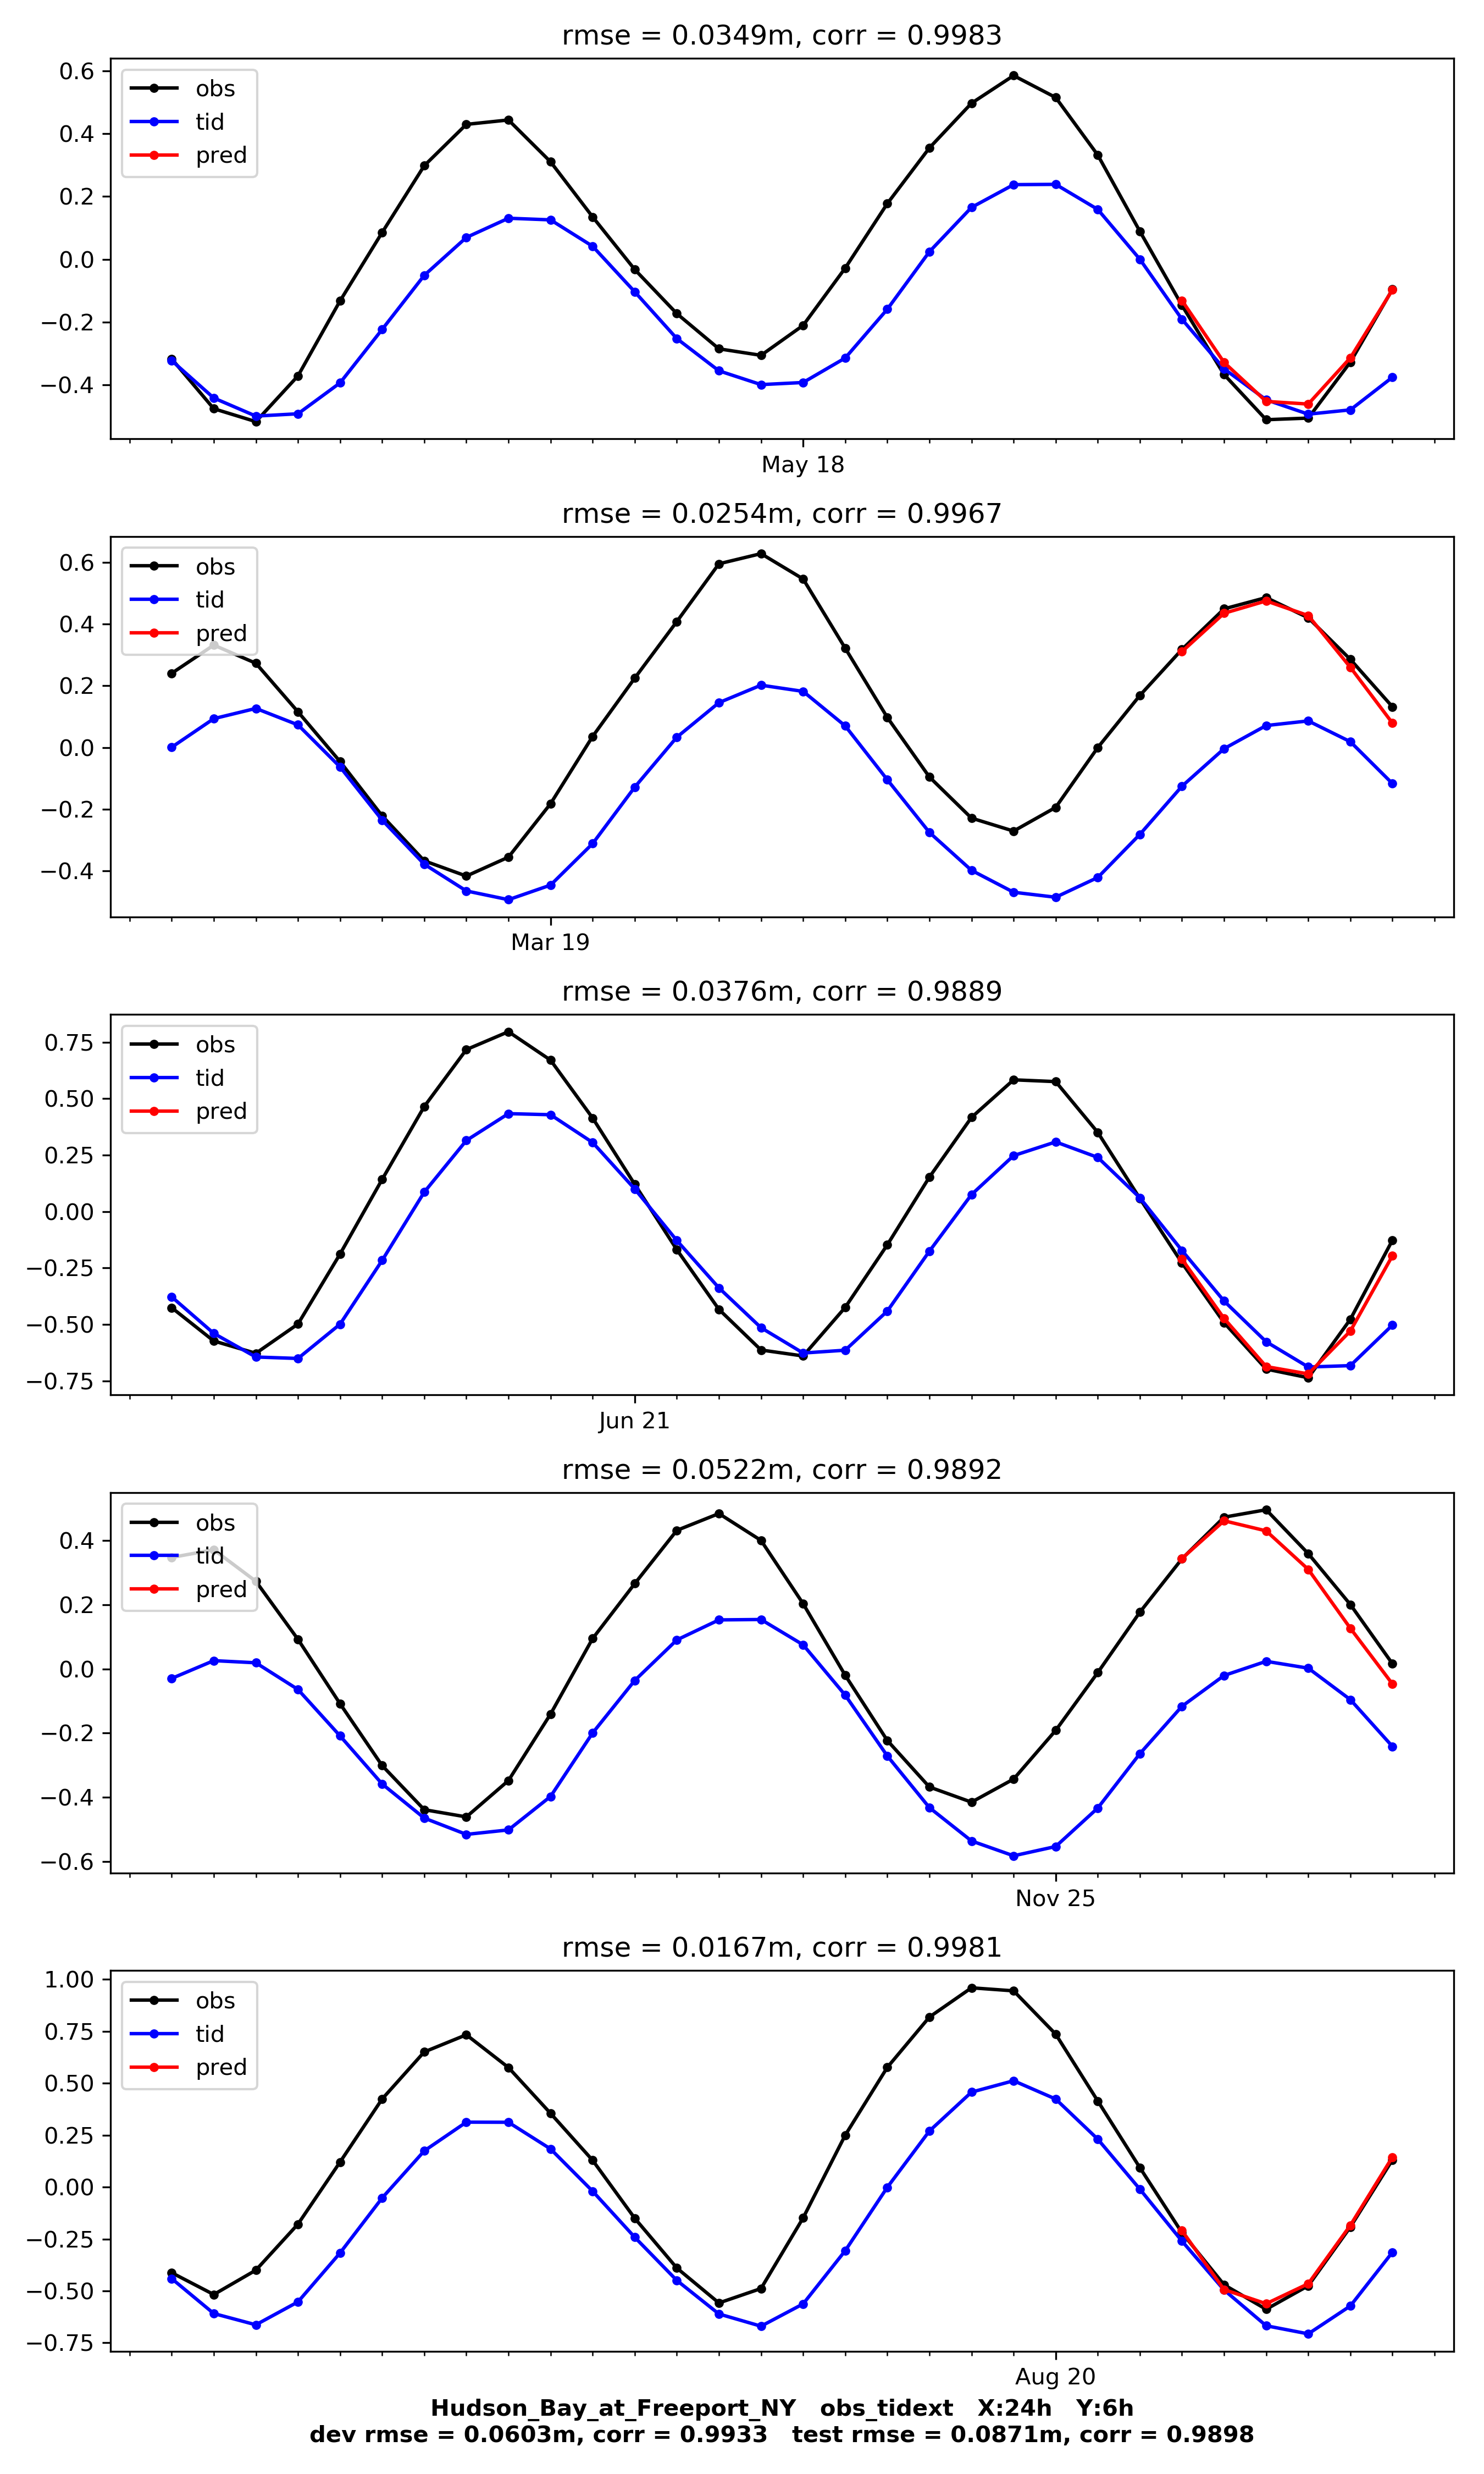 rmse = 0.0349m, corr = 0.9983
0.6
0.4
0.2
0.0
−0.2
−0.4
obs
tid
pred
May 18
rmse = 0.0254m, corr = 0.9967
0.6
0.4
0.2
0.0
−0.2
−0.4
obs
tid
pred
Mar 19
rmse = 0.0376m, corr = 0.9889
0.75
0.50
0.25
0.00
−0.25
−0.50
−0.75
obs
tid
pred
Jun 21
rmse = 0.0522m, corr = 0.9892
0.4
0.2
0.0
−0.2
−0.4
−0.6
obs
tid
pred
Nov 25
rmse = 0.0167m, corr = 0.9981
1.00
0.75
0.50
0.25
0.00
−0.25
−0.50
−0.75
obs
tid
pred
Aug 20
Hudson_Bay_at_Freeport_NY obs_tidext X:24h Y:6h
dev rmse = 0.0603m, corr = 0.9933 test rmse = 0.0871m, corr = 0.9898